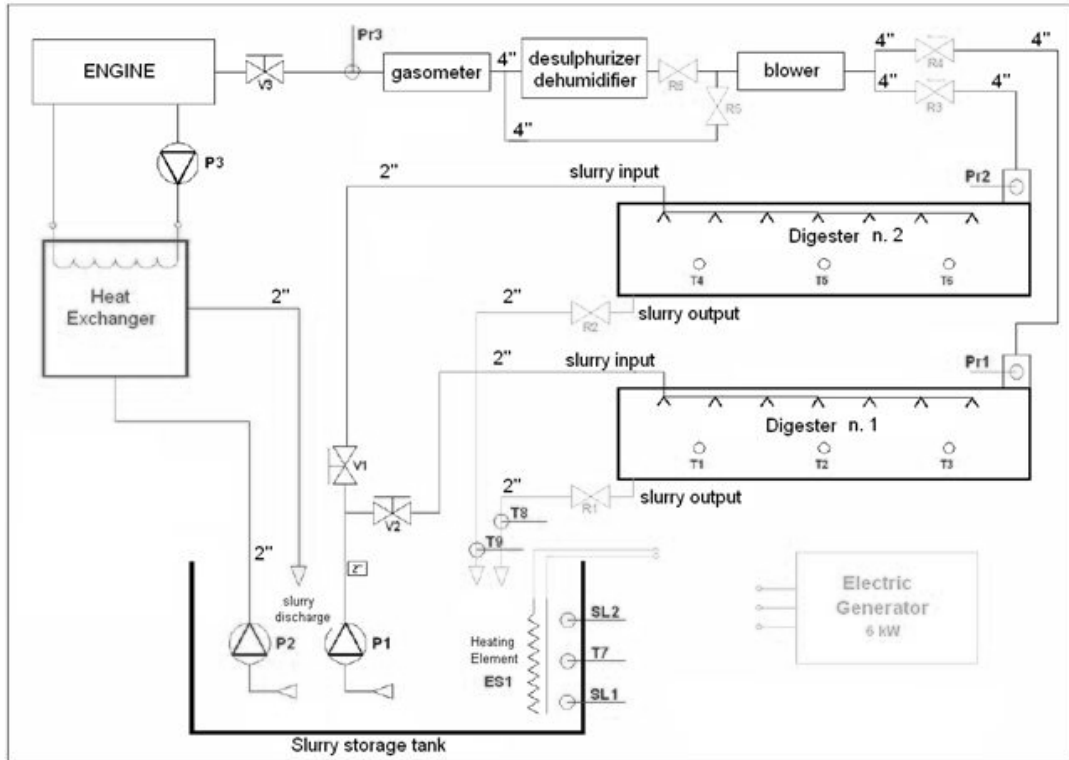 Pr3
4" 4"
ENGINE
V3
gasometer
4"
desulphurizer
dehumidifier
R6
blower
R4
4"
R5
4"
R3
4"
P3
2"
slurry input
Pr2
Digester n. 2
T4
T5
T6
Heat
Exchanger
2"
2"
R2
slurry output
2"
slurry input
Pr1
Digester n. 1
T1
T2
T3
V1
V2
2"
R1
slurry output
T8
T9
2"
2"
slurry
discharge
P2
P1
Heating
Element
ES1
SL2
T7
SL1
Electric
Generator
6 kW
Slurry storage tank